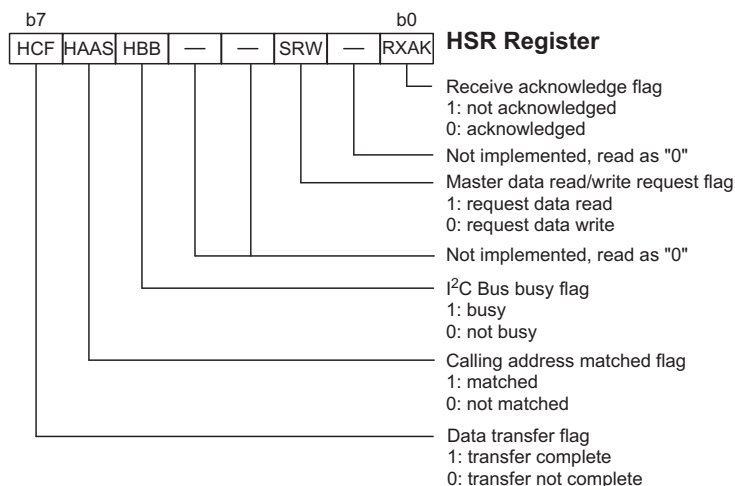 b7 b0
HCF HAAS HBB — — SRW — RXAK
HSR Register
Receive acknowledge flag
1: not acknowledged
0: acknowledged
Not implemented, read as "0"
Master data read/write request flag
1: request data read
0: request data write
Not implemented, read as "0"
I²C Bus busy flag
1: busy
0: not busy
Calling address matched flag
1: matched
0: not matched
Data transfer flag
1: transfer complete
0: transfer not complete